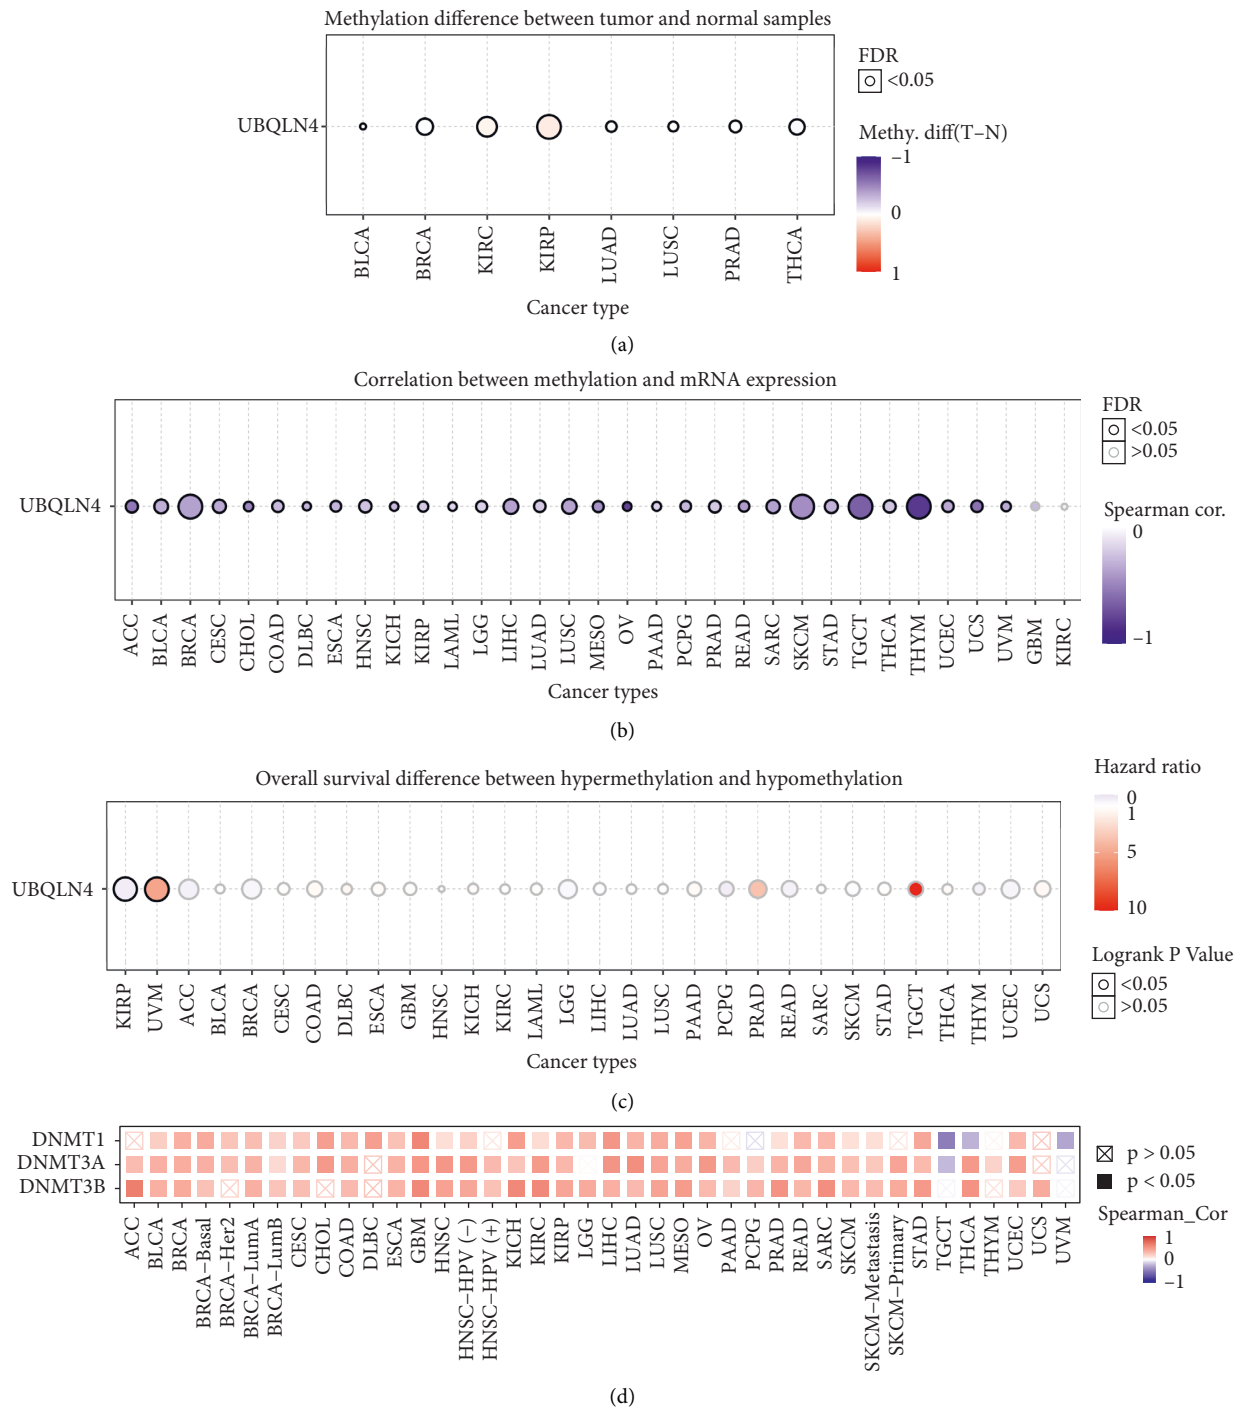 Methylation difference between tumor and normal samples
UBQLN4
BLCA
BRCA
KIRC
KIRP
LUAD
LUSC
PRAD
THCA
Cancer type
FDR
<0.05
Methy. diff(T–N)
–1
0
1
(a)
Correlation between methylation and mRNA expression
UBQLN4
ACC
BLCA
BRCA
CESC
CHOL
COAD
DLBC
ESCA
HNSC
KICH
KIRP
LAML
LGG
LIHC
LUAD
LUSC
MESO
OV
PAAD
PCPG
PRAD
READ
SARC
SKCM
STAD
TGCT
THCA
THYM
UCEC
UCS
UVM
GBM
KIRC
Cancer types
FDR
<0.05
>0.05
Spearman cor.
0
–1
(b)
Overall survival difference between hypermethylation and hypomethylation
UBQLN4
KIRP
UVM
ACC
BLCA
BRCA
CESC
COAD
DLBC
ESCA
GBM
HNSC
KICH
KIRC
LAML
LGG
LIHC
LUAD
LUSC
PAAD
PCPG
PRAD
READ
SARC
SKCM
STAD
TGCT
THCA
THYM
UCEC
UCS
Cancer types
Hazard ratio
0
1
5
10
Logrank P Value
<0.05
>0.05
(c)
DNMT1
DNMT3A
DNMT3B
ACC
BLCA
BRCA
BRCA–Basal
BRCA–Her2
BRCA–LumA
BRCA–LumB
CESC
CHOL
COAD
DLBC
ESCA
GBM
HNSC
HNSC–HPV (–)
HNSC–HPV (+)
KICH
KIRC
KIRP
LGG
LIHC
LUAD
LUSC
MESO
OV
PAAD
PCPG
PRAD
READ
SARC
SKCM
SKCM–Metastasis
SKCM–Primary
STAD
TGCT
THCA
THYM
UCEC
UCS
UVM
p > 0.05
p < 0.05
Spearman_Cor
1
0
–1
(d)